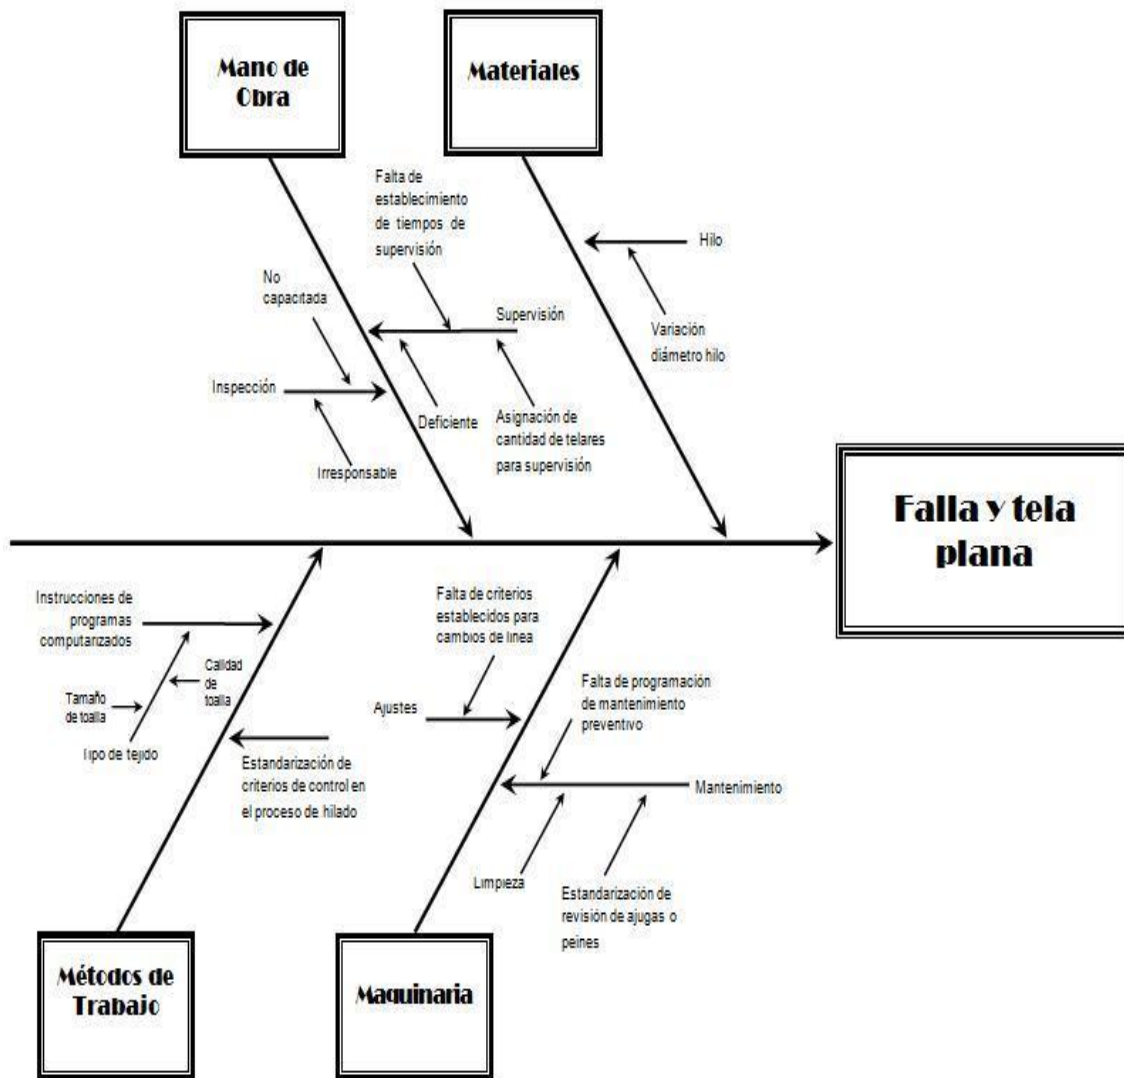 Mano de
Obra
Materiales
Falta de
establecimiento
de tiempos de
supervisión
Hilo
No
capacitada
Supervisión
Variación
diámetro hilo
Inspección
Deficiente
Asignación de
cantidad de telares
para supervisión
Irresponsable
Falla y tela
plana
Instrucciones de
programas
computarizados
Calidad
de
toalla
Tamaño
de toalla
Tipo de tejido
Estandarización de
criterios de control en
el proceso de hilado
Falta de criterios
establecidos para
cambios de línea
Ajustes
Falta de programación
de mantenimiento
preventivo
Mantenimiento
Limpieza
Estandarización de
revisión de ajugas o
peines
Métodos de
Trabajo
Maquinaria